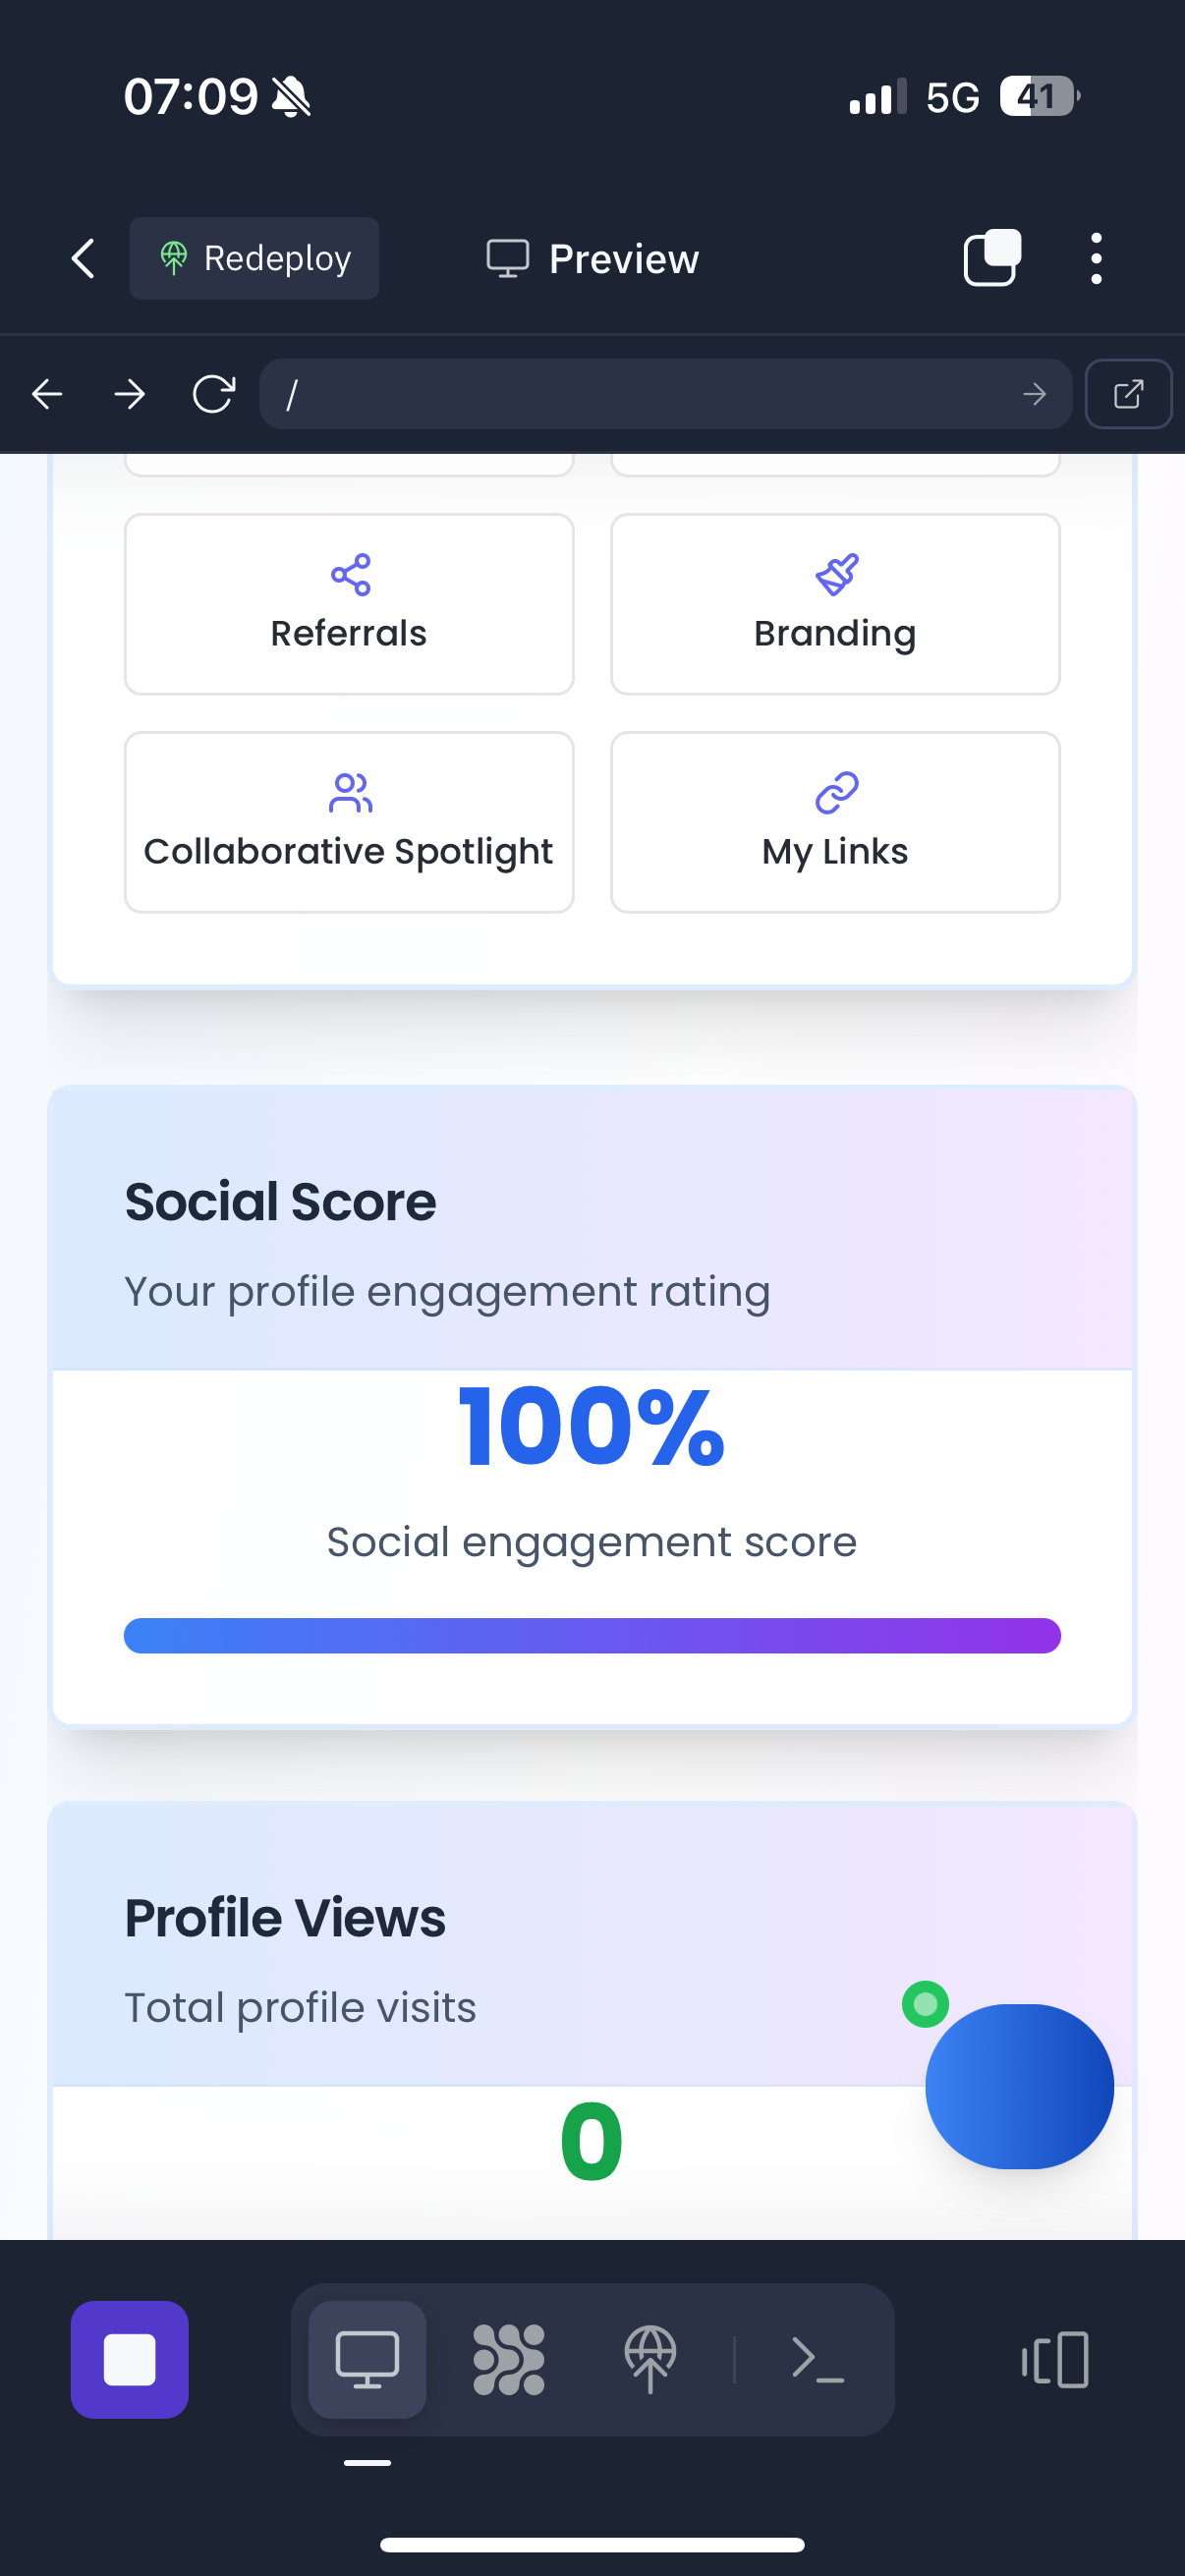 07:09
5G
41
Redeploy
Preview
/
Referrals
Branding
Collaborative Spotlight
My Links
Social Score
Your profile engagement rating
100%
Social engagement score
Profile Views
Total profile visits
0